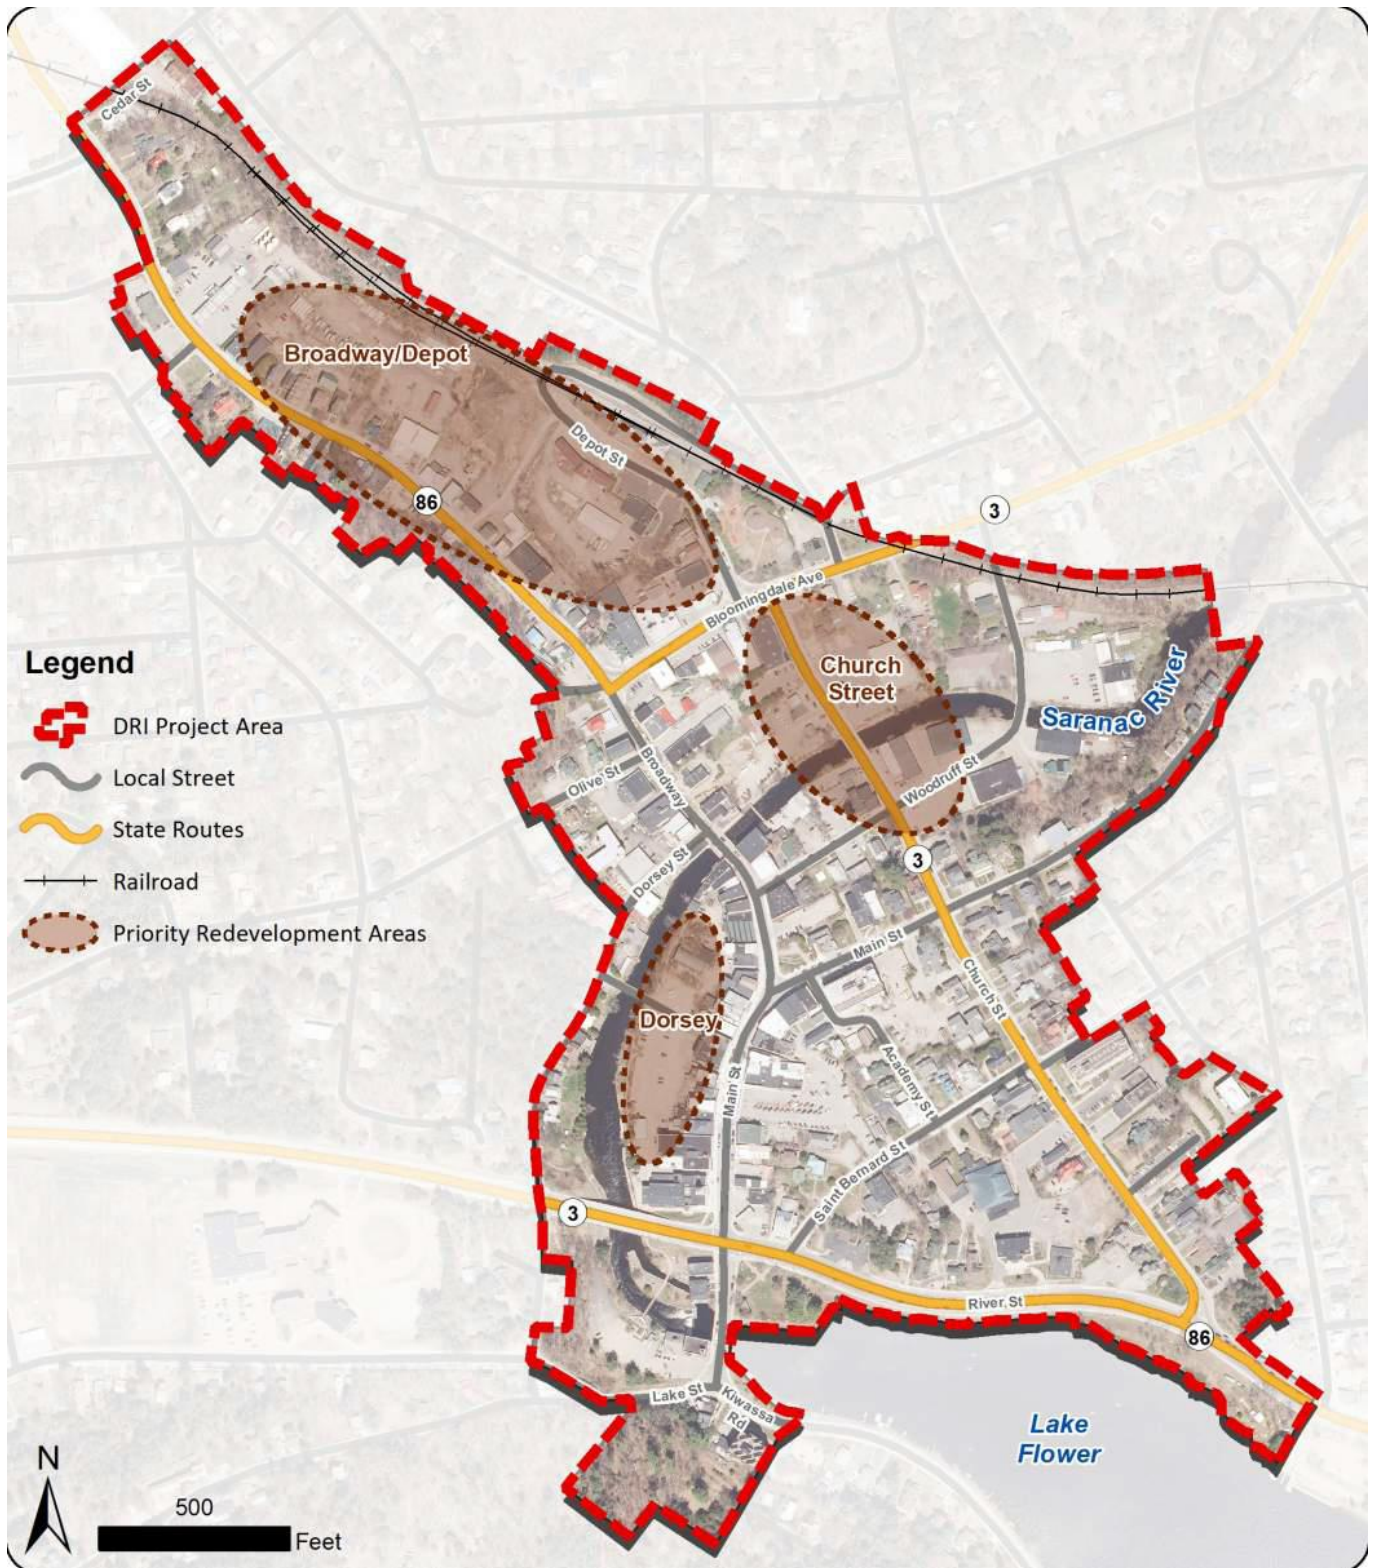 Cedar St
Broadway/Depot
Depot St
86
3
Bloomingdale Ave
Church
Street
Saranac River
Legend
DRI Project Area
Local Street
State Routes
Railroad
Priority Redevelopment Areas
Olive St
Broadway
Woodruff St
Dorsey St
3
Main St
Church St
Dorsey
Main St
Academy St
Saint Bernard St
3
River St
86
Lake St
Kiwassa
Rd
Lake
Flower
N
500
Feet